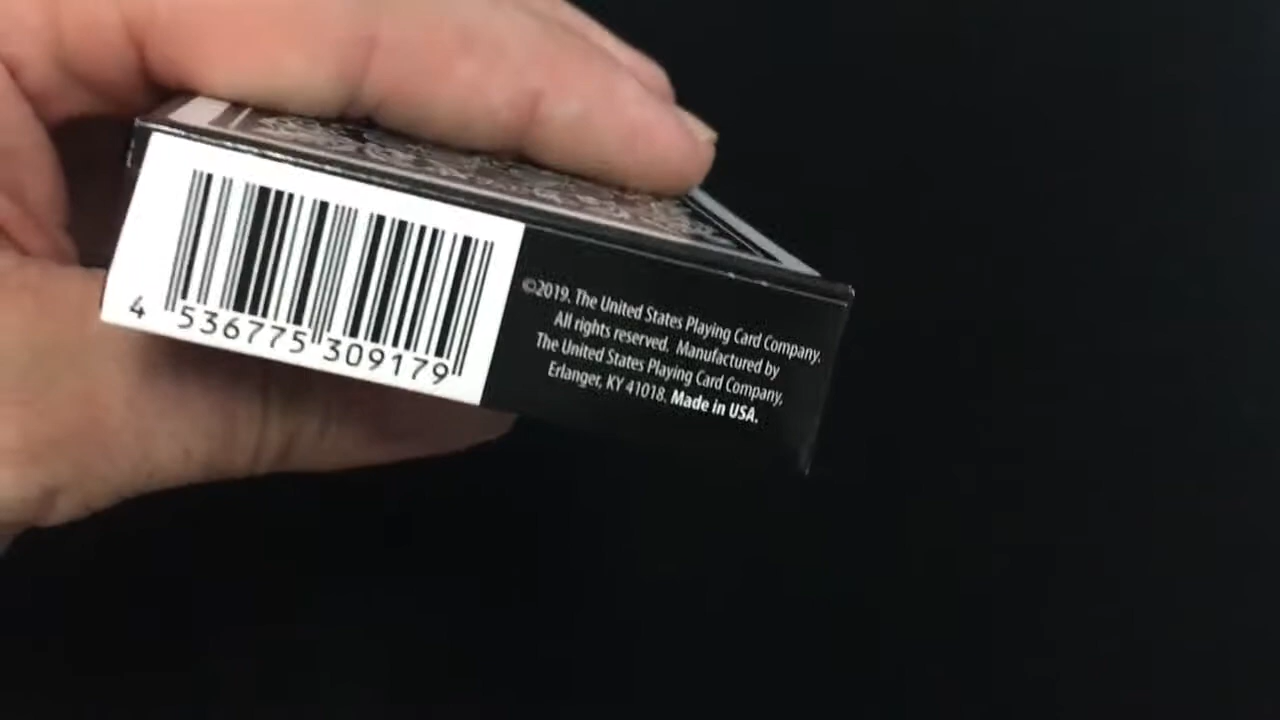 4 536775 309179
©2019. The United States Playing Card Company.
All rights reserved. Manufactured by
The United States Playing Card Company,
Erlanger, KY 41018. Made in USA.